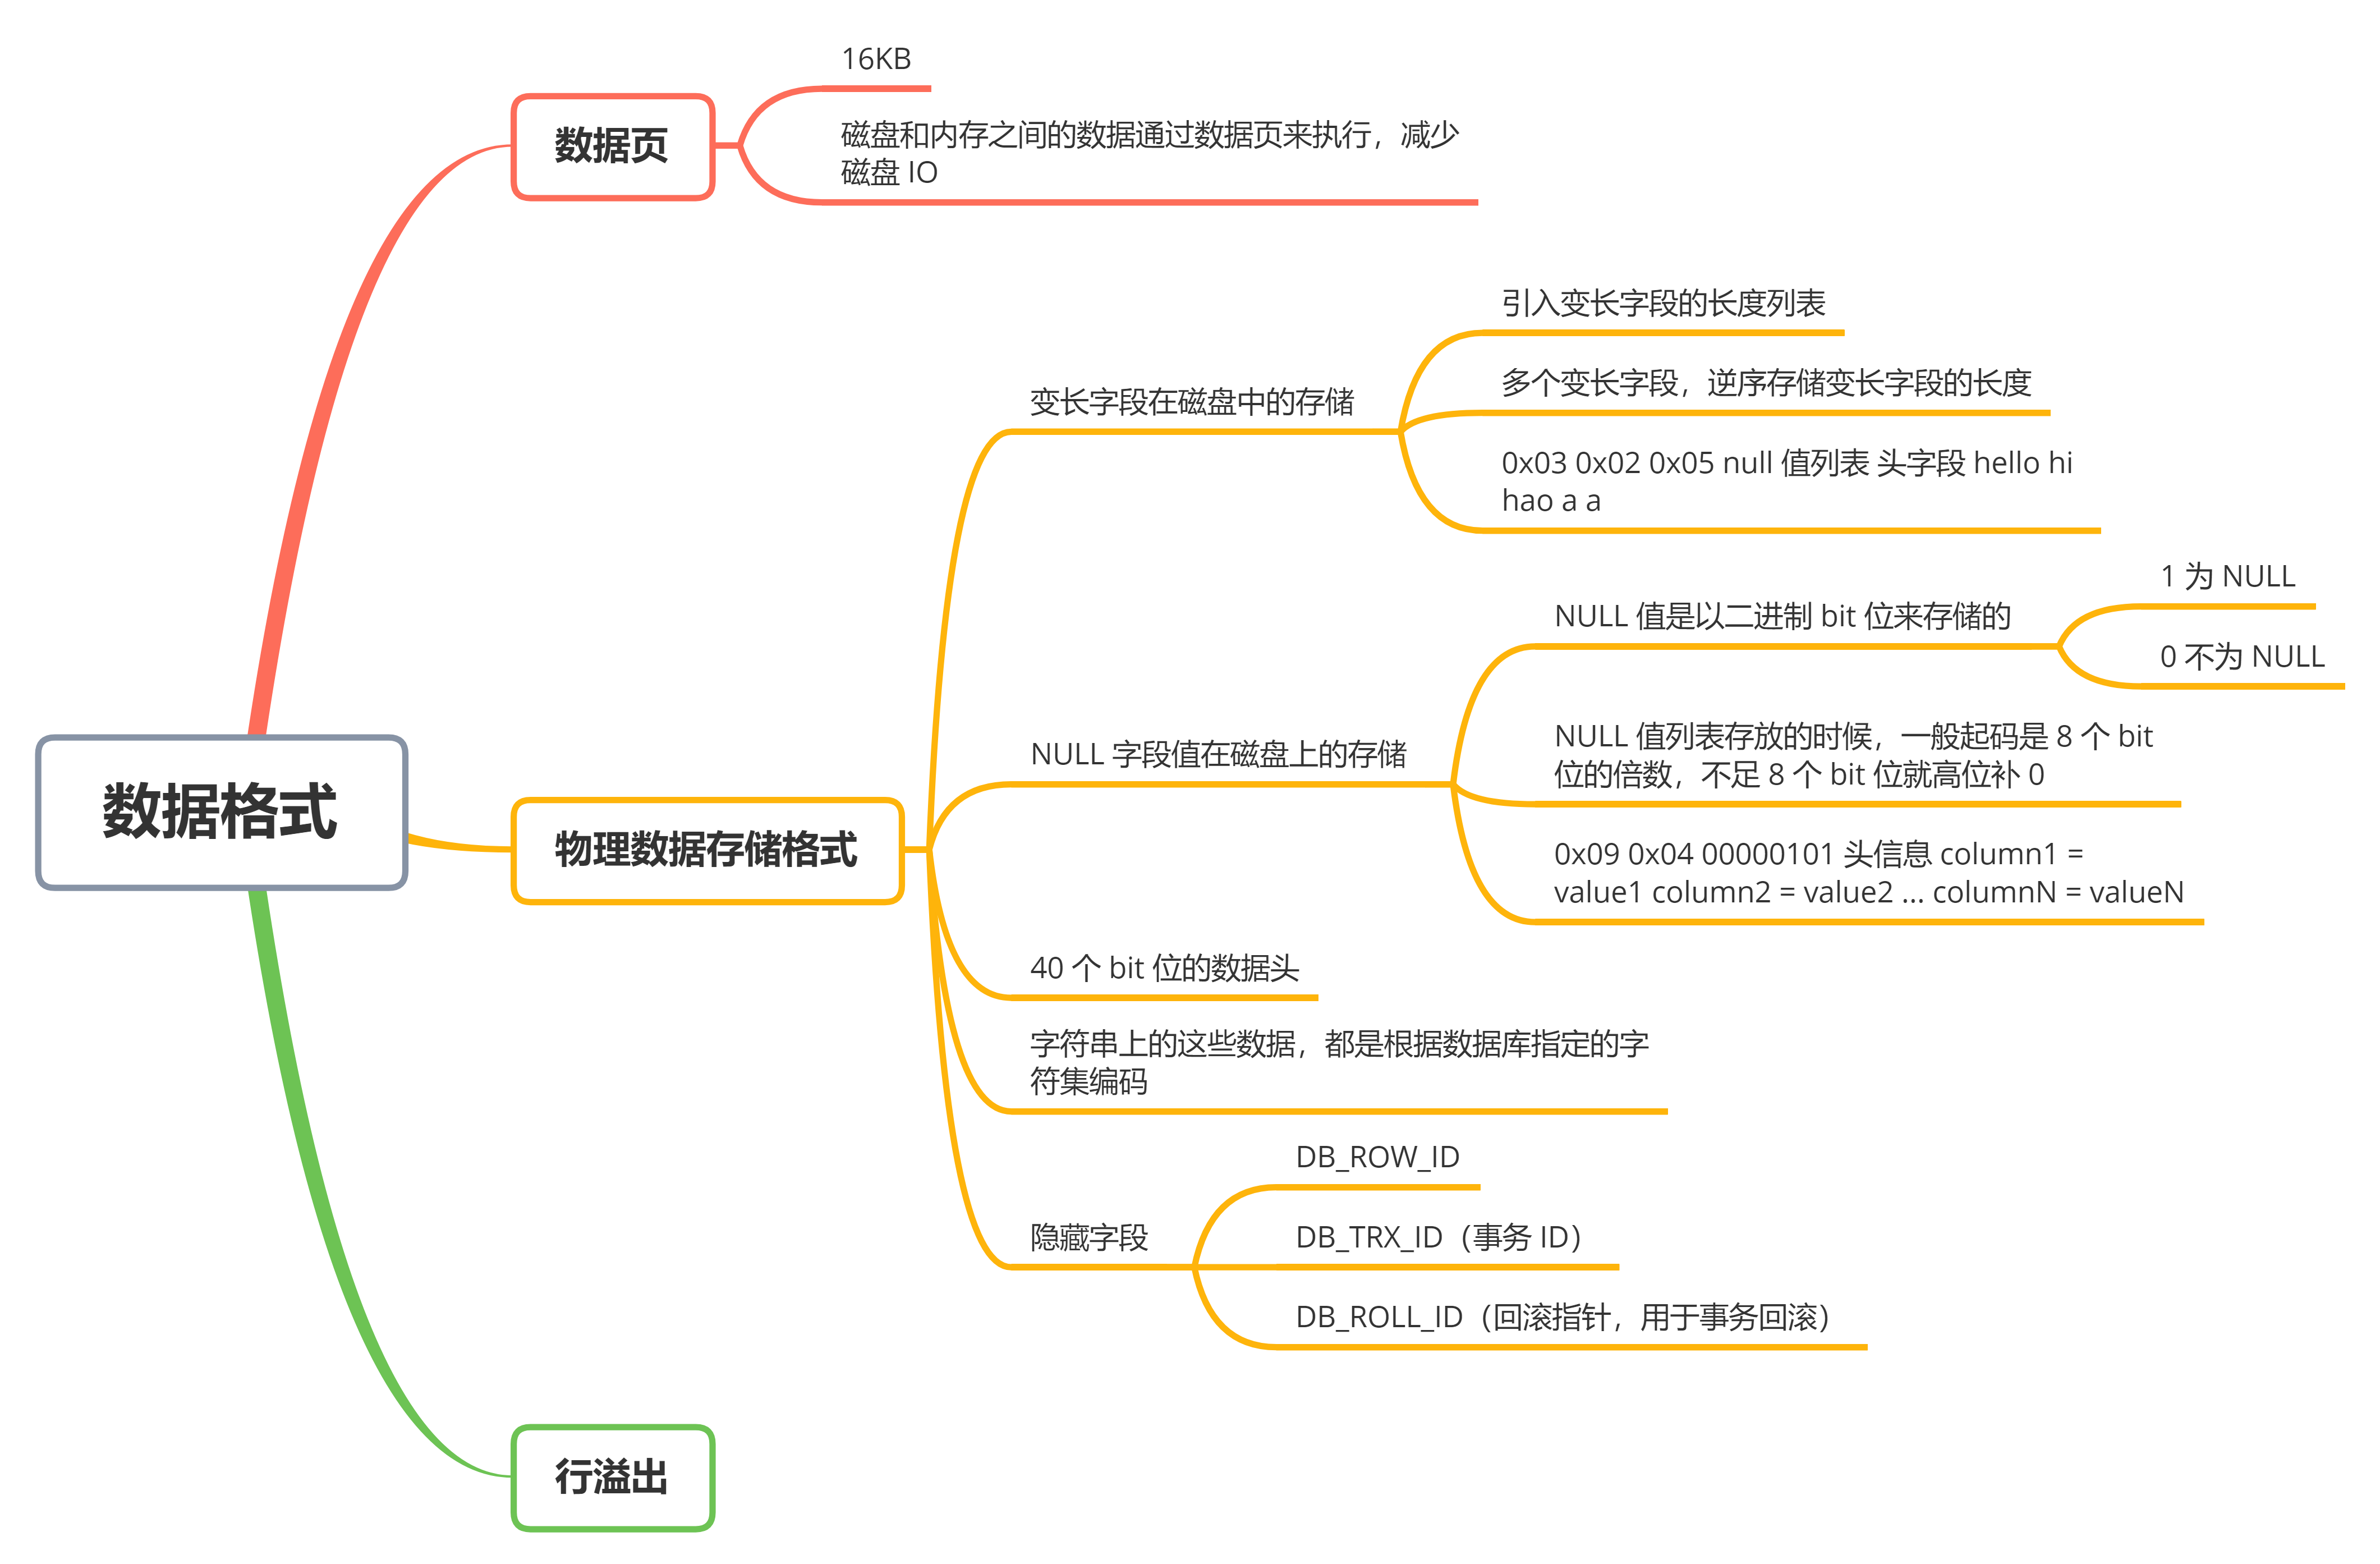 16KB
数据页
磁盘和内存之间的数据通过数据页来执行，减少
磁盘 IO
引入变长字段的长度列表
变长字段在磁盘中的存储
多个变长字段，逆序存储变长字段的长度
0x03 0x02 0x05 null 值列表 头字段 hello hi
hao a a
1 为 NULL
NULL 值是以二进制 bit 位来存储的
0 不为 NULL
NULL 字段值在磁盘上的存储
NULL 值列表存放的时候，一般起码是 8 个 bit
位的倍数，不足 8 个 bit 位就高位补 0
数据格式
物理数据存储格式
0x09 0x04 00000101 头信息 column1 =
value1 column2 = value2 ... columnN = valueN
40 个 bit 位的数据头
字符串上的这些数据，都是根据数据库指定的字
符集编码
DB_ROW_ID
隐藏字段
DB_TRX_ID（事务 ID）
DB_ROLL_ID（回滚指针，用于事务回滚）
行溢出